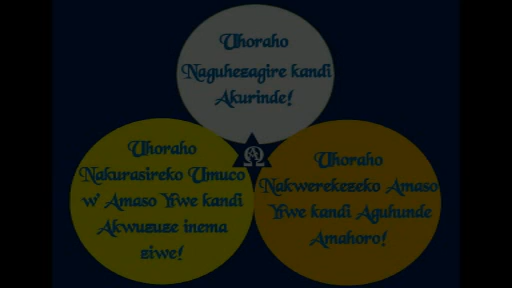 Uhoraho
Naguhezagire kandi
Akurinde!
Uhoraho
Nakurasireko Umuco
w' Amaso Yiwe kandi
Akwuzuze inema
ziwe!
Uhoraho
Nakwerekezeko Amaso
Yiwe kandi Aguhunde
Amahoro!